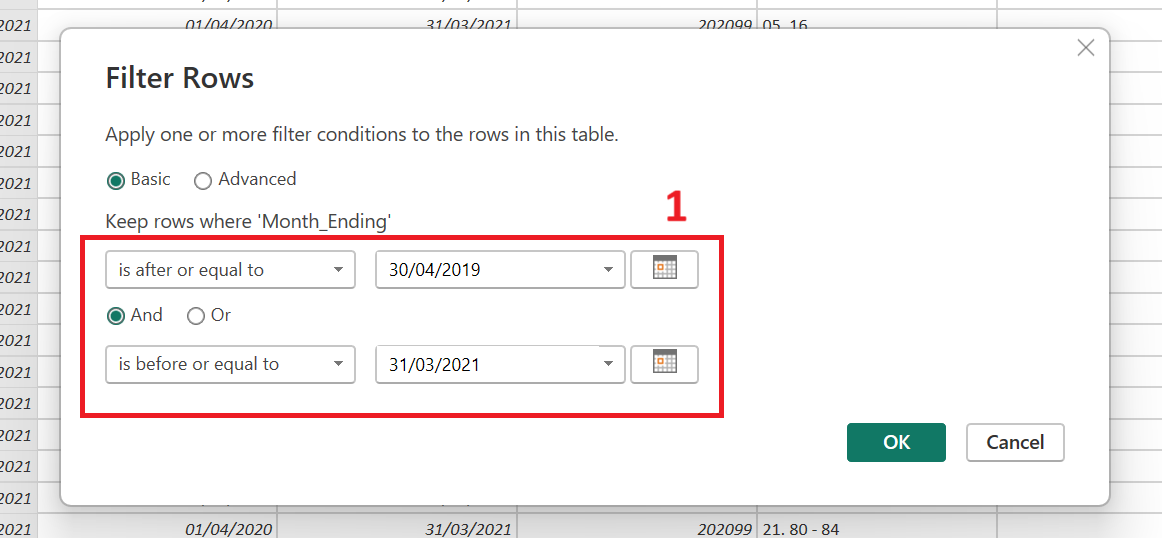 2021 01/04/2020 31/03/2021 202099 05. 16
2021
Filter Rows
2021
Apply one or more filter conditions to the rows in this table.
2021
2021
Basic Advanced
2021
1
2021
Keep rows where 'Month_Ending'
2021
is after or equal to 30/04/2019
2021
2021
And Or
2021
is before or equal to 31/03/2021
2021
2021
2021
OK Cancel
2021
2021
2021 01/04/2020 31/03/2021 202099 21. 80 - 84